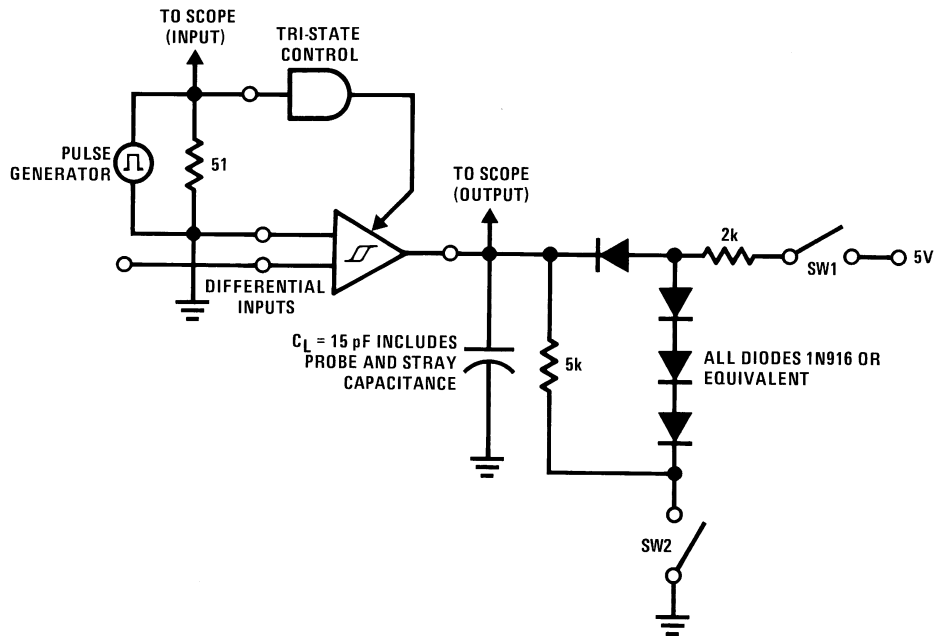 TO SCOPE
(INPUT)
TRI-STATE
CONTROL
PULSE
GENERATOR
51
TO SCOPE
(OUTPUT)
2k
SW1
5V
DIFFERENTIAL
INPUTS
CL = 15 pF INCLUDES
PROBE AND STRAY
CAPACITANCE
5k
ALL DIODES 1N916 OR
EQUIVALENT
SW2